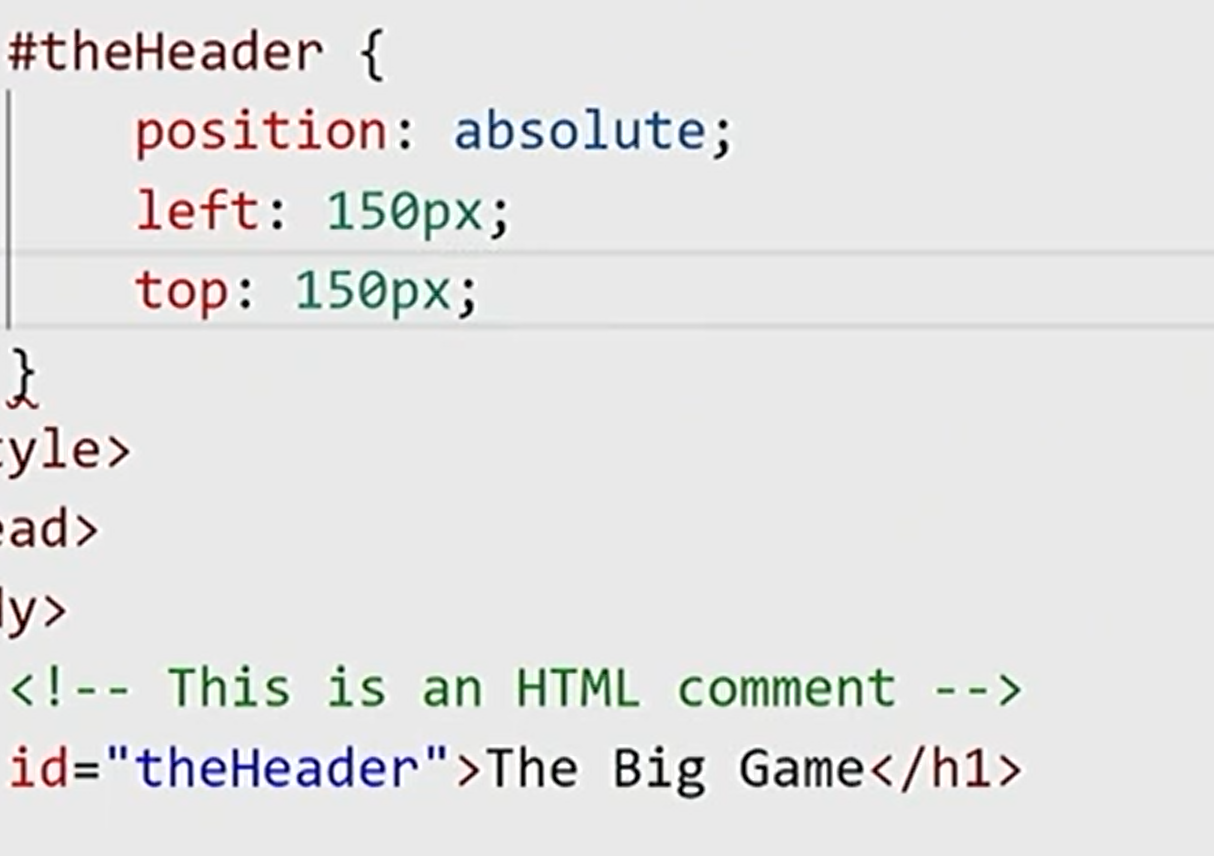 #theHeader {
position: absolute;
left: 150px;
top: 150px;
}
tyle>
ead>
dy>
<!-- This is an HTML comment -->
id="theHeader">The Big Game</h1>